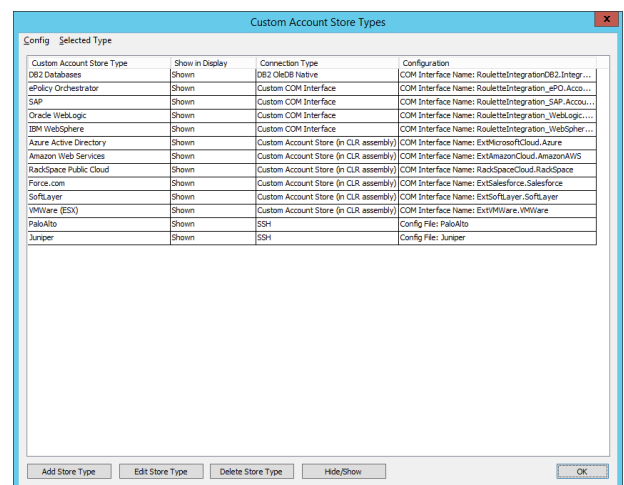 Custom Account Store Types
x
Config Selected Type
Custom Account Store Type Show in Display Connection Type Configuration
DB2 Databases Shown DB2 OleDB Native COM Interface Name: RouletteIntegrationDB2.Integr...
ePolicy Orchestrator Shown Custom COM Interface COM Interface Name: RouletteIntegration_ePO.Acco...
SAP Shown Custom COM Interface COM Interface Name: RouletteIntegration_SAP.Accou...
Oracle WebLogic Shown Custom COM Interface COM Interface Name: RouletteIntegration_WebLogic....
IBM WebSphere Shown Custom COM Interface COM Interface Name: RouletteIntegration_WebSpher...
Azure Active Directory Shown Custom Account Store (in CLR assembly) COM Interface Name: ExtMicrosoftCloud.Azure
Amazon Web Services Shown Custom Account Store (in CLR assembly) COM Interface Name: ExtAmazonCloud.AmazonAWS
RackSpace Public Cloud Shown Custom Account Store (in CLR assembly) COM Interface Name: RackSpaceCloud.RackSpace
Force.com Shown Custom Account Store (in CLR assembly) COM Interface Name: ExtSalesforce.Salesforce
SoftLayer Shown Custom Account Store (in CLR assembly) COM Interface Name: ExtSoftLayer.SoftLayer
VMWare (ESX) Shown Custom Account Store (in CLR assembly) COM Interface Name: ExtVMWare.VMWare
PaloAlto Shown SSH Config File: PaloAlto
Juniper Shown SSH Config File: Juniper
Add Store Type Edit Store Type Delete Store Type Hide/Show OK